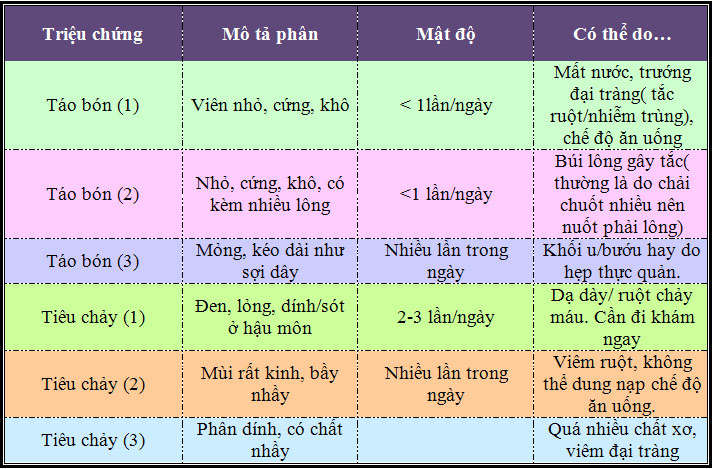 Triệu chứng Mô tả phân Mật độ Có thể do…
Táo bón (1) Viên nhỏ, cứng, khô < 1lần/ngày Mất nước, trướng
đại tràng( tắc
ruột/nhiễm trùng),
chế độ ăn uống
Táo bón (2) Nhỏ, cứng, khô, có
kèm nhiều lông <1 lần/ngày Búi lông gây tắc(
thường là do chải
chuốt nhiều nên
nuốt phải lông)
Táo bón (3) Mỏng, kéo dài như
sợi dây Nhiều lần trong
ngày Khối u/bướu hay do
hẹp thực quản.
Tiêu chảy (1) Đen, lỏng, dính/sót
ở hậu môn 2-3 lần/ngày Dạ dày/ ruột chảy
máu. Cần đi khám
ngay
Tiêu chảy (2) Mùi rất kinh, bầy
nhầy Nhiều lần trong
ngày Viêm ruột, không
thể dung nạp chế độ
ăn uống.
Tiêu chảy (3) Phân dính, có chất
nhầy Quá nhiều chất xơ,
viêm đại tràng